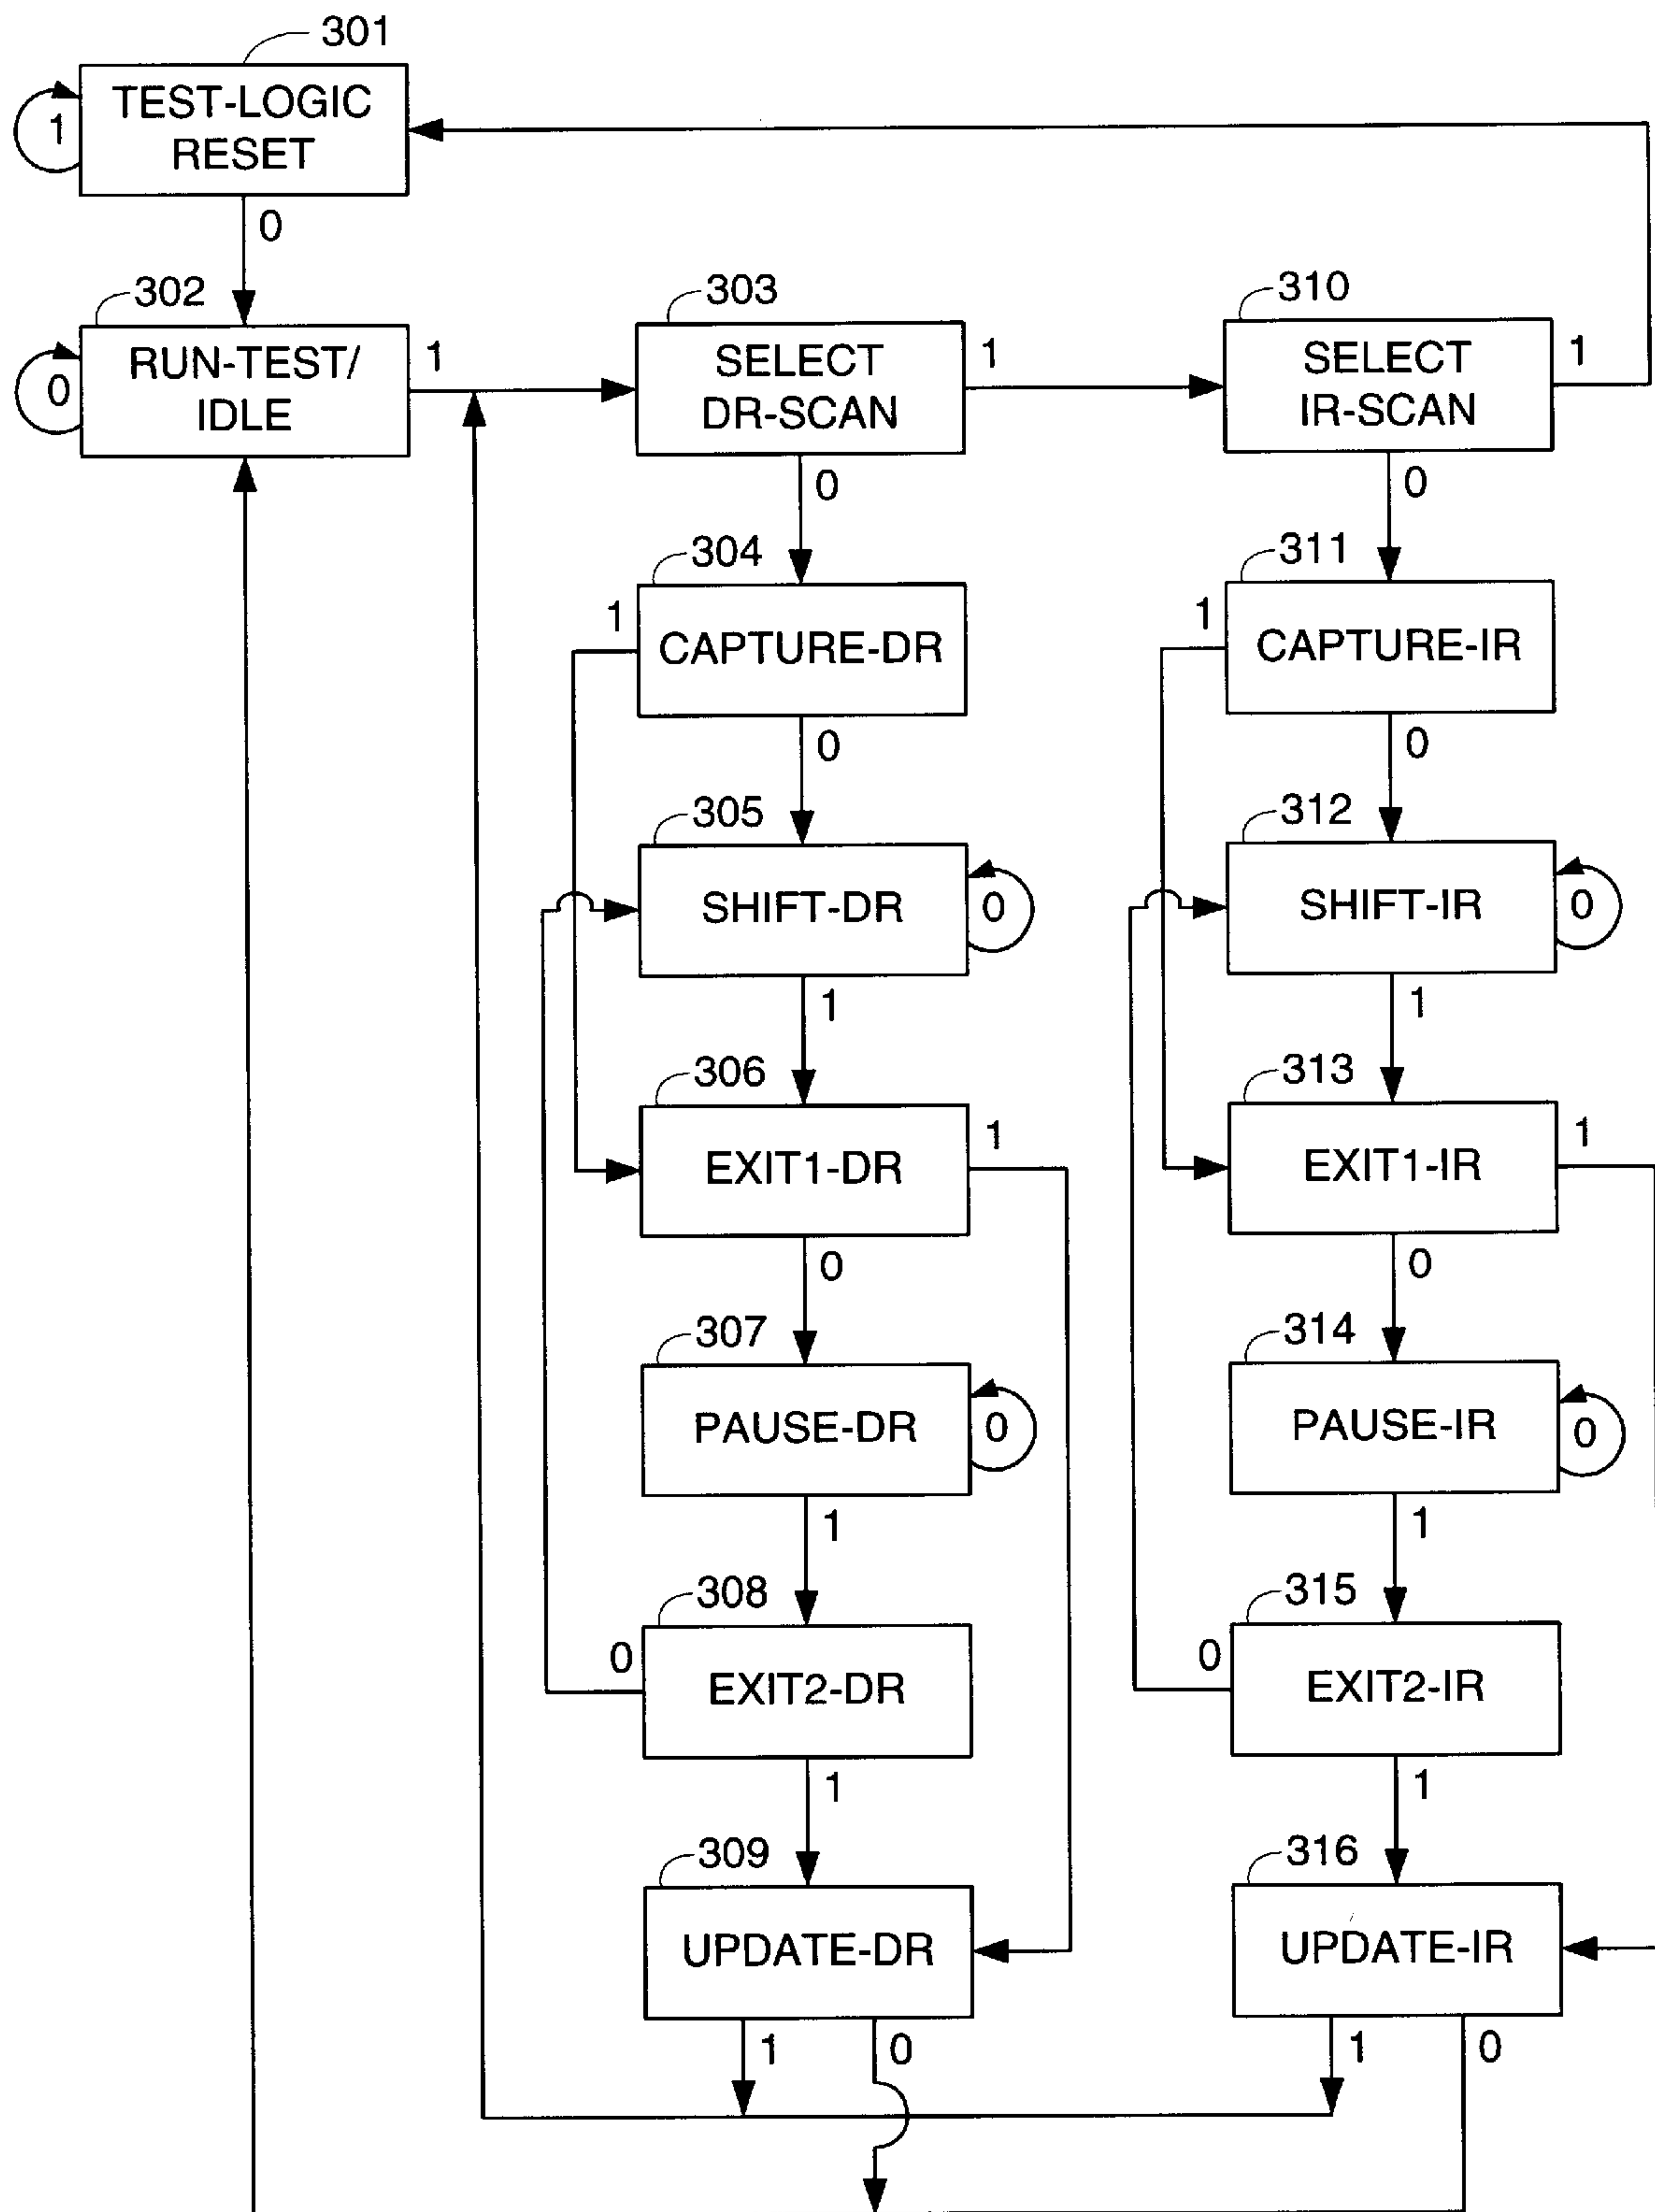 301
TEST-LOGIC
RESET
1
0
302
RUN-TEST/
IDLE
0
1
303
SELECT
DR-SCAN
1
0
310
SELECT
IR-SCAN
1
0
304
CAPTURE-DR
1
0
311
CAPTURE-IR
1
0
305
SHIFT-DR
0
1
312
SHIFT-IR
0
1
306
EXIT1-DR
1
0
313
EXIT1-IR
1
0
307
PAUSE-DR
0
1
314
PAUSE-IR
0
1
308
EXIT2-DR
0
1
315
EXIT2-IR
0
1
309
UPDATE-DR
1
0
316
UPDATE-IR
1
0